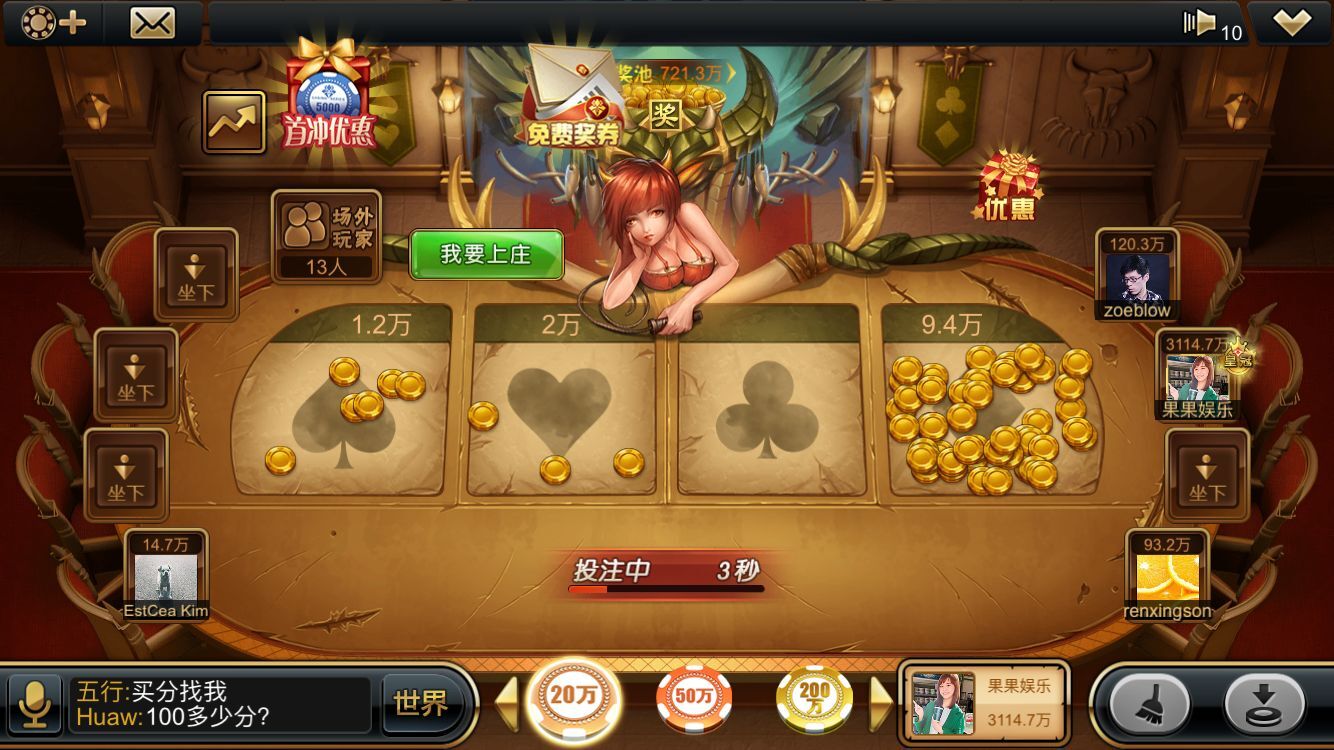 10
奖池 721.3万
5000
首冲优惠
免费奖券
奖
优惠
场外
玩家
13人
我要上庄
坐下
坐下
坐下
120.3万
zoeblow
3114.7万
皇冠
果果娱乐
坐下
1.2万
2万
9.4万
14.7万
EstCea Kim
93.2万
renxingson
投注中 3秒
五行:买分找我
Huaw:100多少分?
世界
20万
50万
200
万
果果娱乐
3114.7万